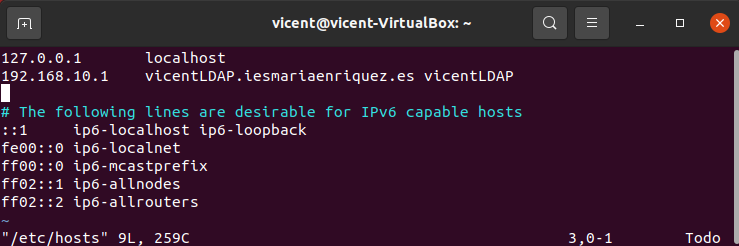 vicent@vicent-VirtualBox: ~
127.0.0.1 localhost
192.168.10.1 vicentLDAP.iesmariaenriquez.es vicentLDAP
# The following lines are desirable for IPv6 capable hosts
::1 ip6-localhost ip6-loopback
fe00::0 ip6-localnet
ff00::0 ip6-mcastprefix
ff02::1 ip6-allnodes
ff02::2 ip6-allrouters
~
"/etc/hosts" 9L, 259C 3,0-1 Todo